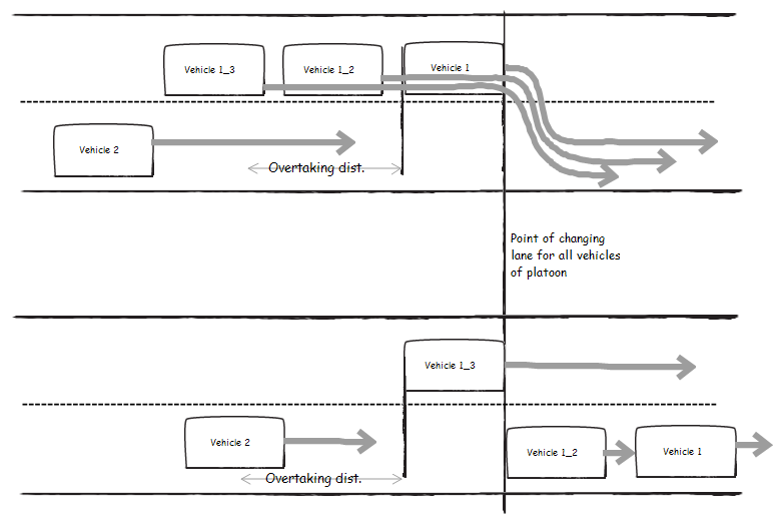 Vehicle 1_3
Vehicle 1_2
Vehicle 1
Vehicle 2
Overtaking dist.
Point of changing
lane for all vehicles
of platoon
Vehicle 1_3
Vehicle 2
Vehicle 1_2
Vehicle 1
Overtaking dist.